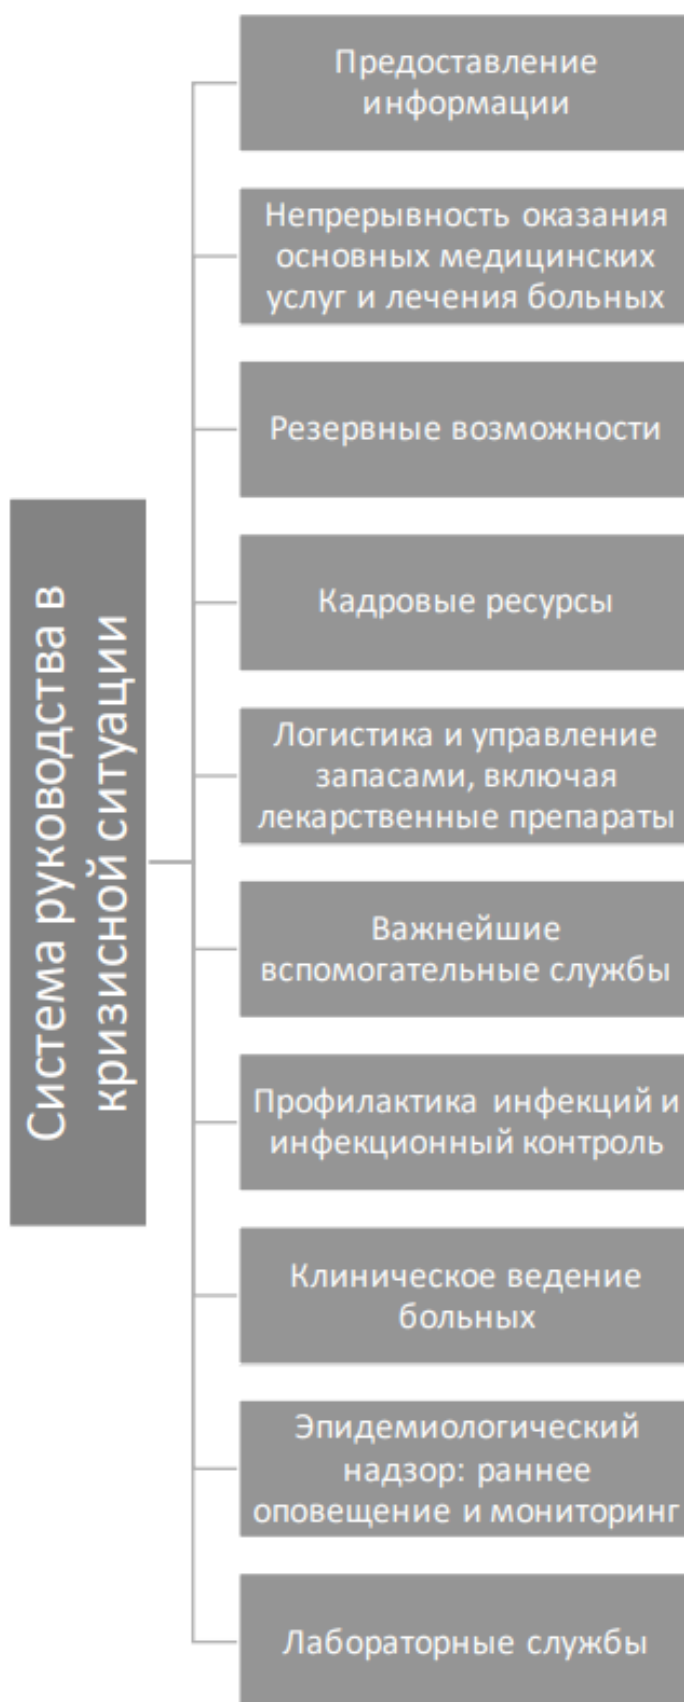 Система руководства в
кризисной ситуации
Предоставление
информации
Непрерывность оказания
основных медицинских
услуг и лечения больных
Резервные возможности
Кадровые ресурсы
Логистика и управление
запасами, включая
лекарственные препараты
Важнейшие
вспомогательные службы
Профилактика инфекций и
инфекционный контроль
Клиническое ведение
больных
Эпидемиологический
надзор: раннее
оповещение и мониторинг
Лабораторные службы